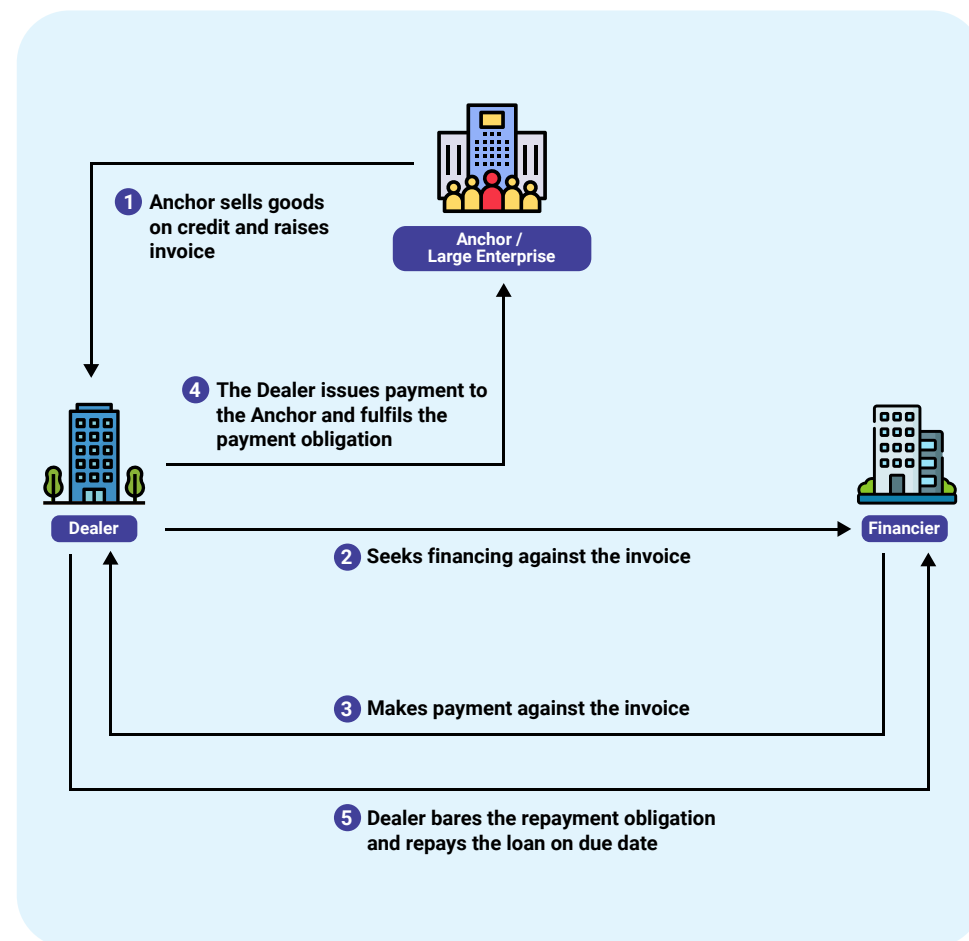 1 Anchor sells goods
on credit and raises
invoice
Anchor /
Large Enterprise
4 The Dealer issues payment to
the Anchor and fulfils the
payment obligation
Dealer
Financier
2 Seeks financing against the invoice
3 Makes payment against the invoice
5 Dealer bares the repayment obligation
and repays the loan on due date